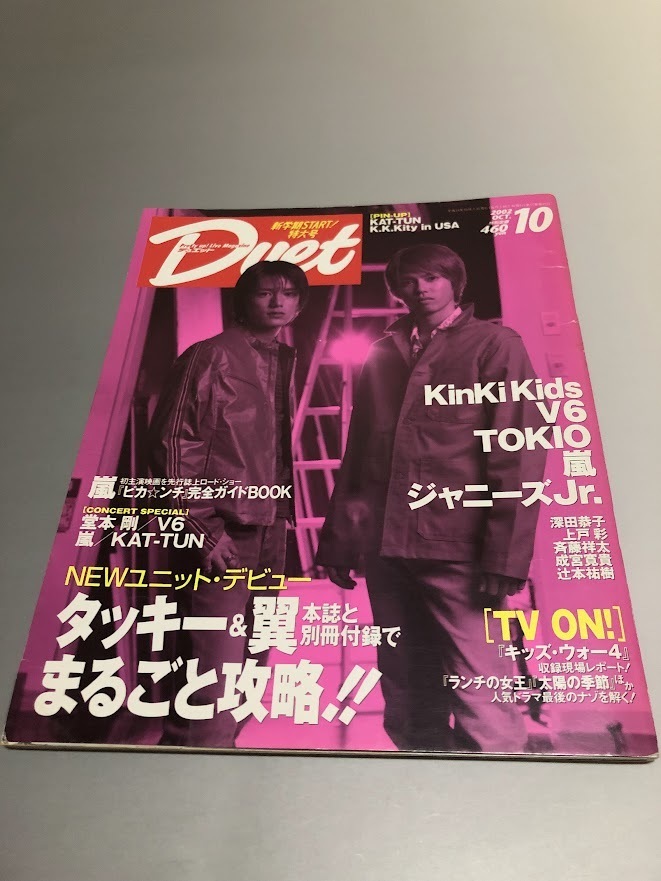 新学期START!
特大号
Duet
[PIN-UP]
KAT-TUN
K.K.Kity in USA
2002
OCT.
10
460
KinKi Kids
V6
TOKIO
嵐
ジャニーズJr.
深田恭子
上戸 彩
斉藤祥太
成宮寛貴
辻本祐樹
嵐 初主演映画を先行誌上ロード・ショー
『ピカ☆ンチ』完全ガイドBOOK
[CONCERT SPECIAL]
堂本 剛/V6
嵐/KAT-TUN
NEWユニット・デビュー
タッキー&翼 本誌と
別冊付録で
まるごと攻略!!
[TV ON!]
『キッズ・ウォー4』
収録現場レポート!
『ランチの女王』『太陽の季節』ほか
人気ドラマ最後のナゾを解く!